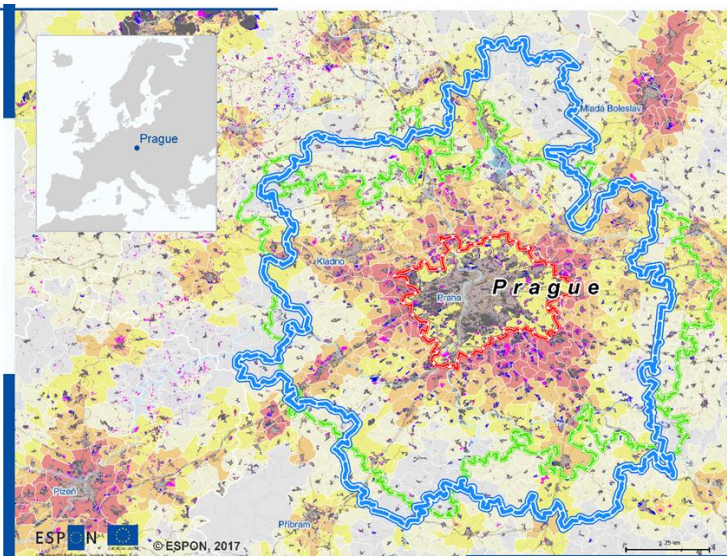 Prague
Mladá Boleslav
Kladno
Prague
Praha
Plzeň
Příbram
ESPON
© ESPON, 2017
25 km